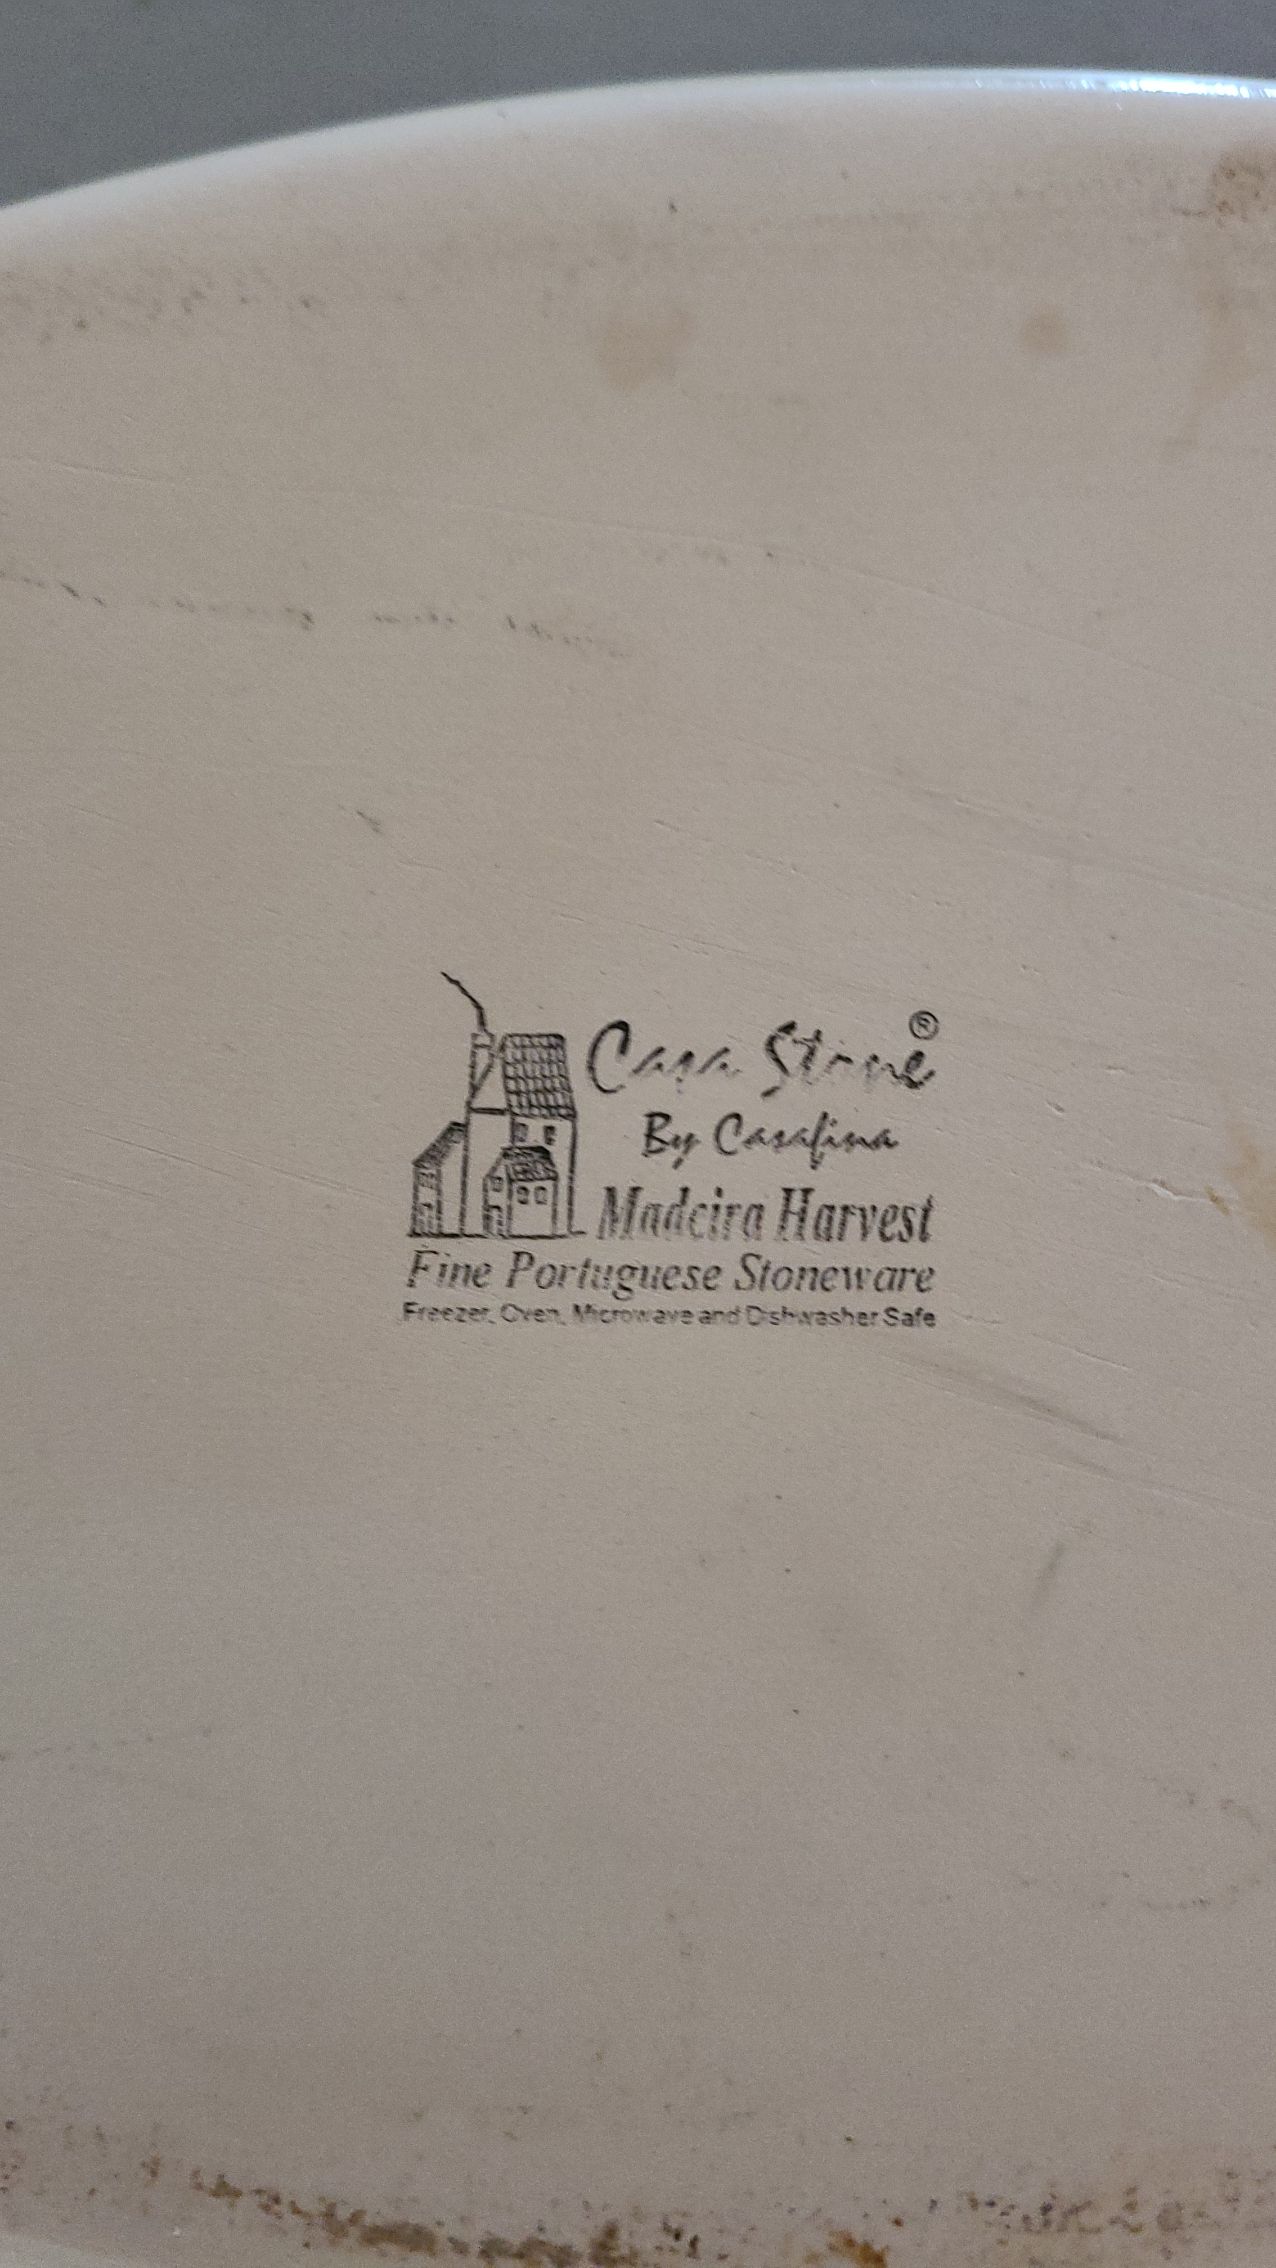 Casa Stone ®
By Casafina
Madeira Harvest
Fine Portuguese Stoneware
Freezer, Oven, Microwave and Dishwasher Safe